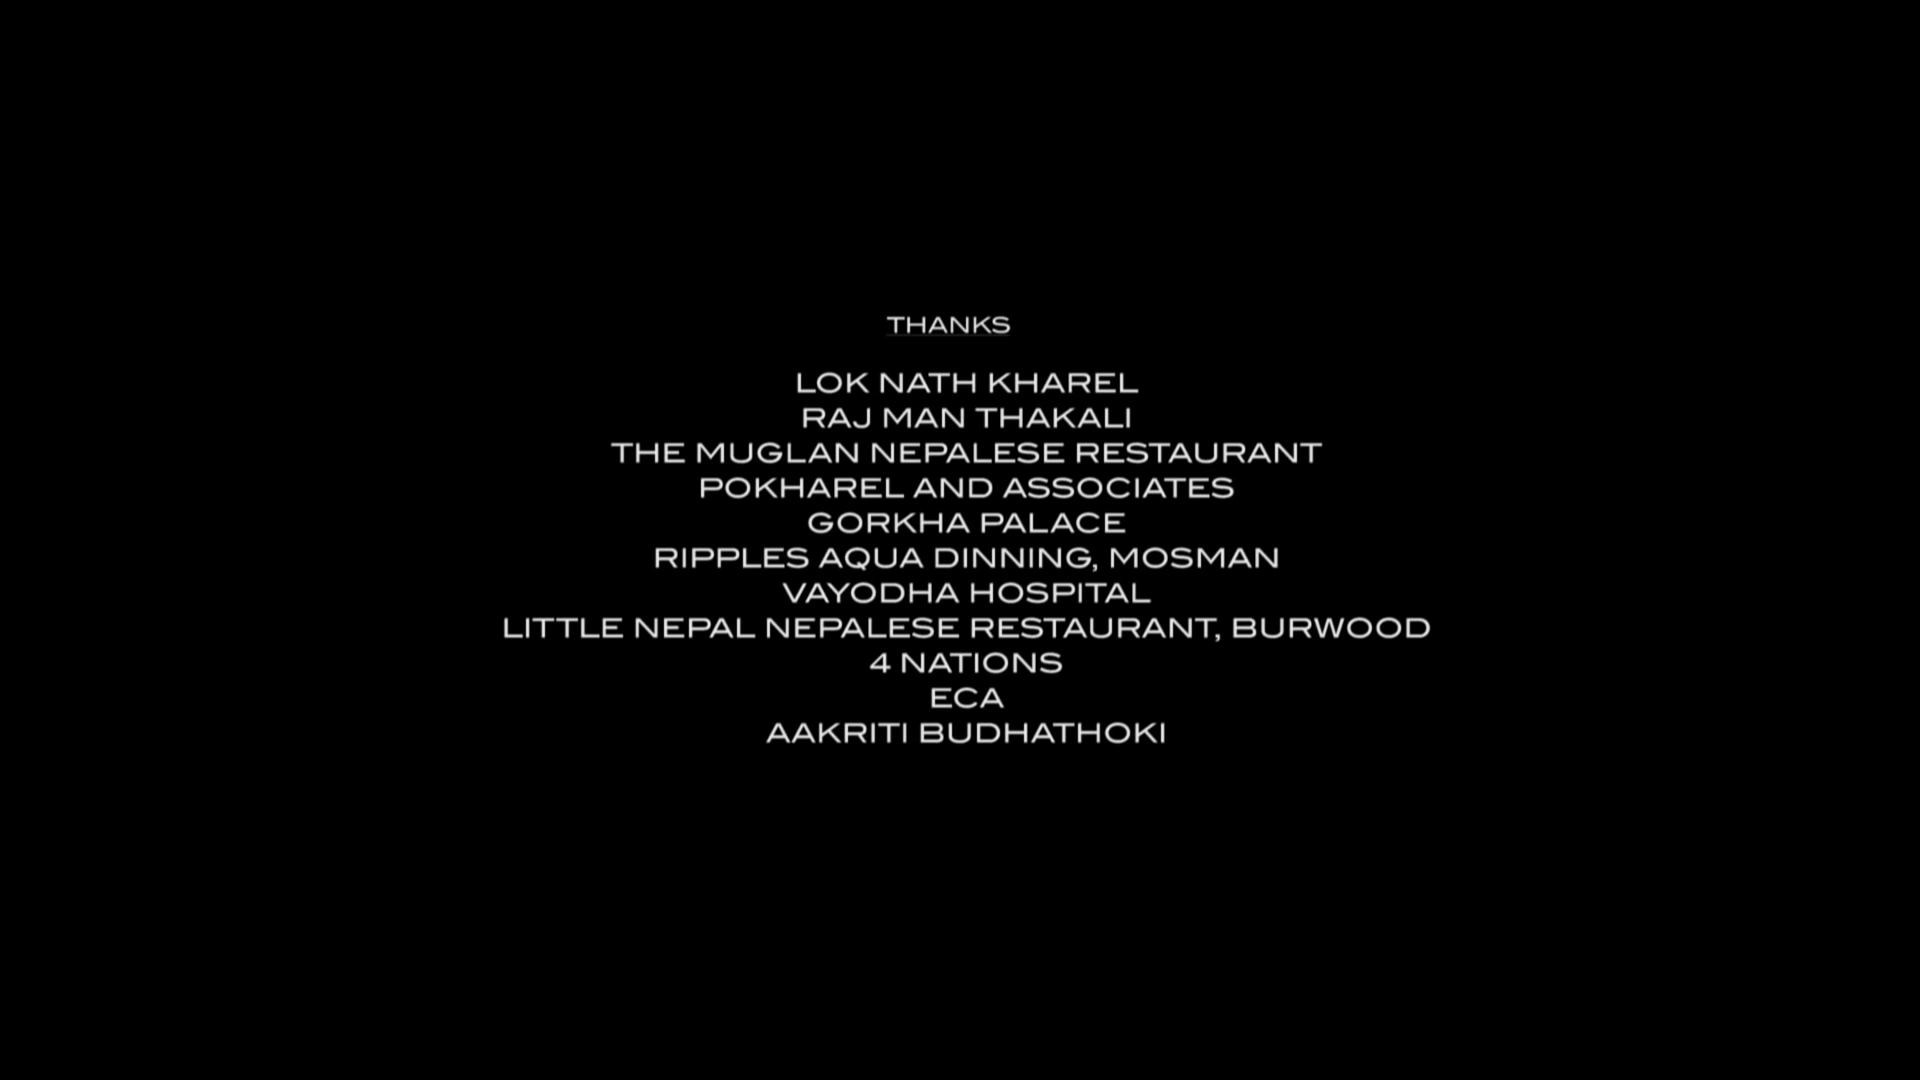 THANKS
LOK NATH KHAREL
RAJ MAN THAKALI
THE MUGLAN NEPALESE RESTAURANT
POKHAREL AND ASSOCIATES
GORKHA PALACE
RIPPLES AQUA DINNING, MOSMAN
VAYODHA HOSPITAL
LITTLE NEPAL NEPALESE RESTAURANT, BURWOOD
4 NATIONS
ECA
AAKRITI BUDHATHOKI